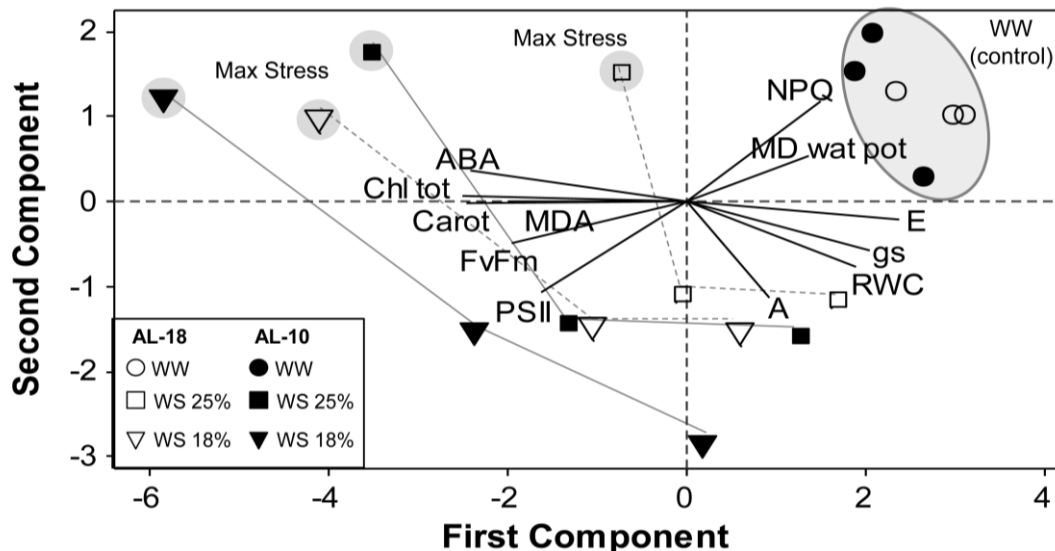 2
1
0
-1
-2
-3
Second Component
Max Stress
Max Stress
WW
(control)
NPQ
MD wat pot
ABA
Chl tot
Carot
MDA
E
gs
FvFm
RWC
PSII
A
AL-18
AL-10
WW
WW
WS 25%
WS 25%
WS 18%
WS 18%
-6
-4
-2
0
2
4
First Component